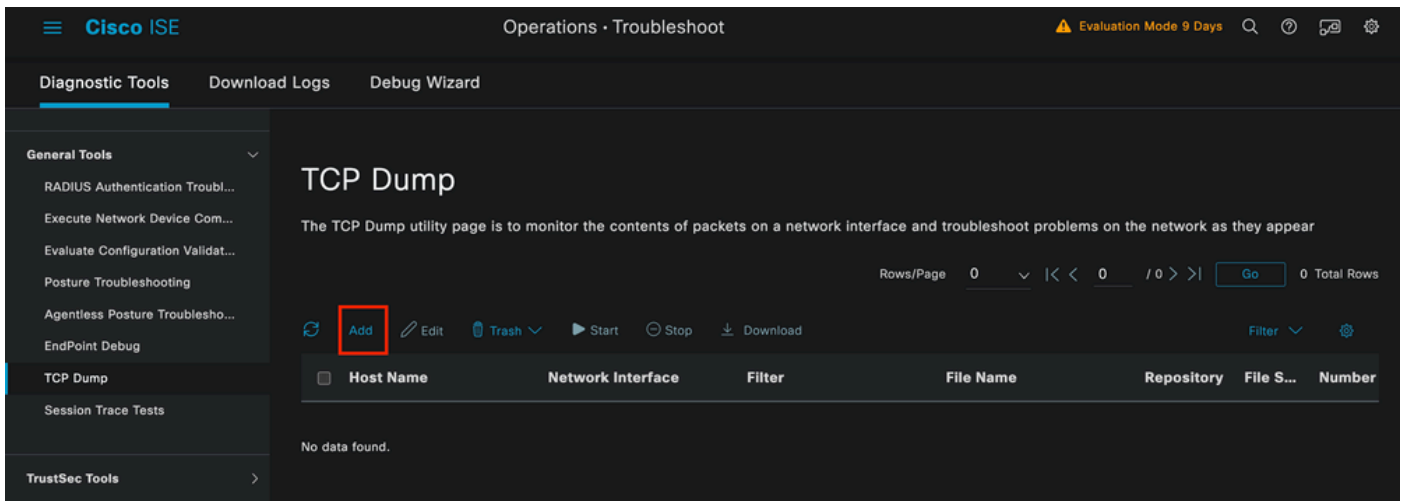 Cisco ISE
Operations · Troubleshoot
Evaluation Mode 9 Days
Diagnostic Tools Download Logs Debug Wizard
General Tools
RADIUS Authentication Troubl...
Execute Network Device Com...
Evaluate Configuration Validat...
Posture Troubleshooting
Agentless Posture Troublesho...
EndPoint Debug
TCP Dump
Session Trace Tests
TrustSec Tools
TCP Dump
The TCP Dump utility page is to monitor the contents of packets on a network interface and troubleshoot problems on the network as they appear
Rows/Page 0 |< < 0 / 0 > >| Go 0 Total Rows
Add Edit Trash Start Stop Download Filter
Host Name Network Interface Filter File Name Repository File S... Number
No data found.